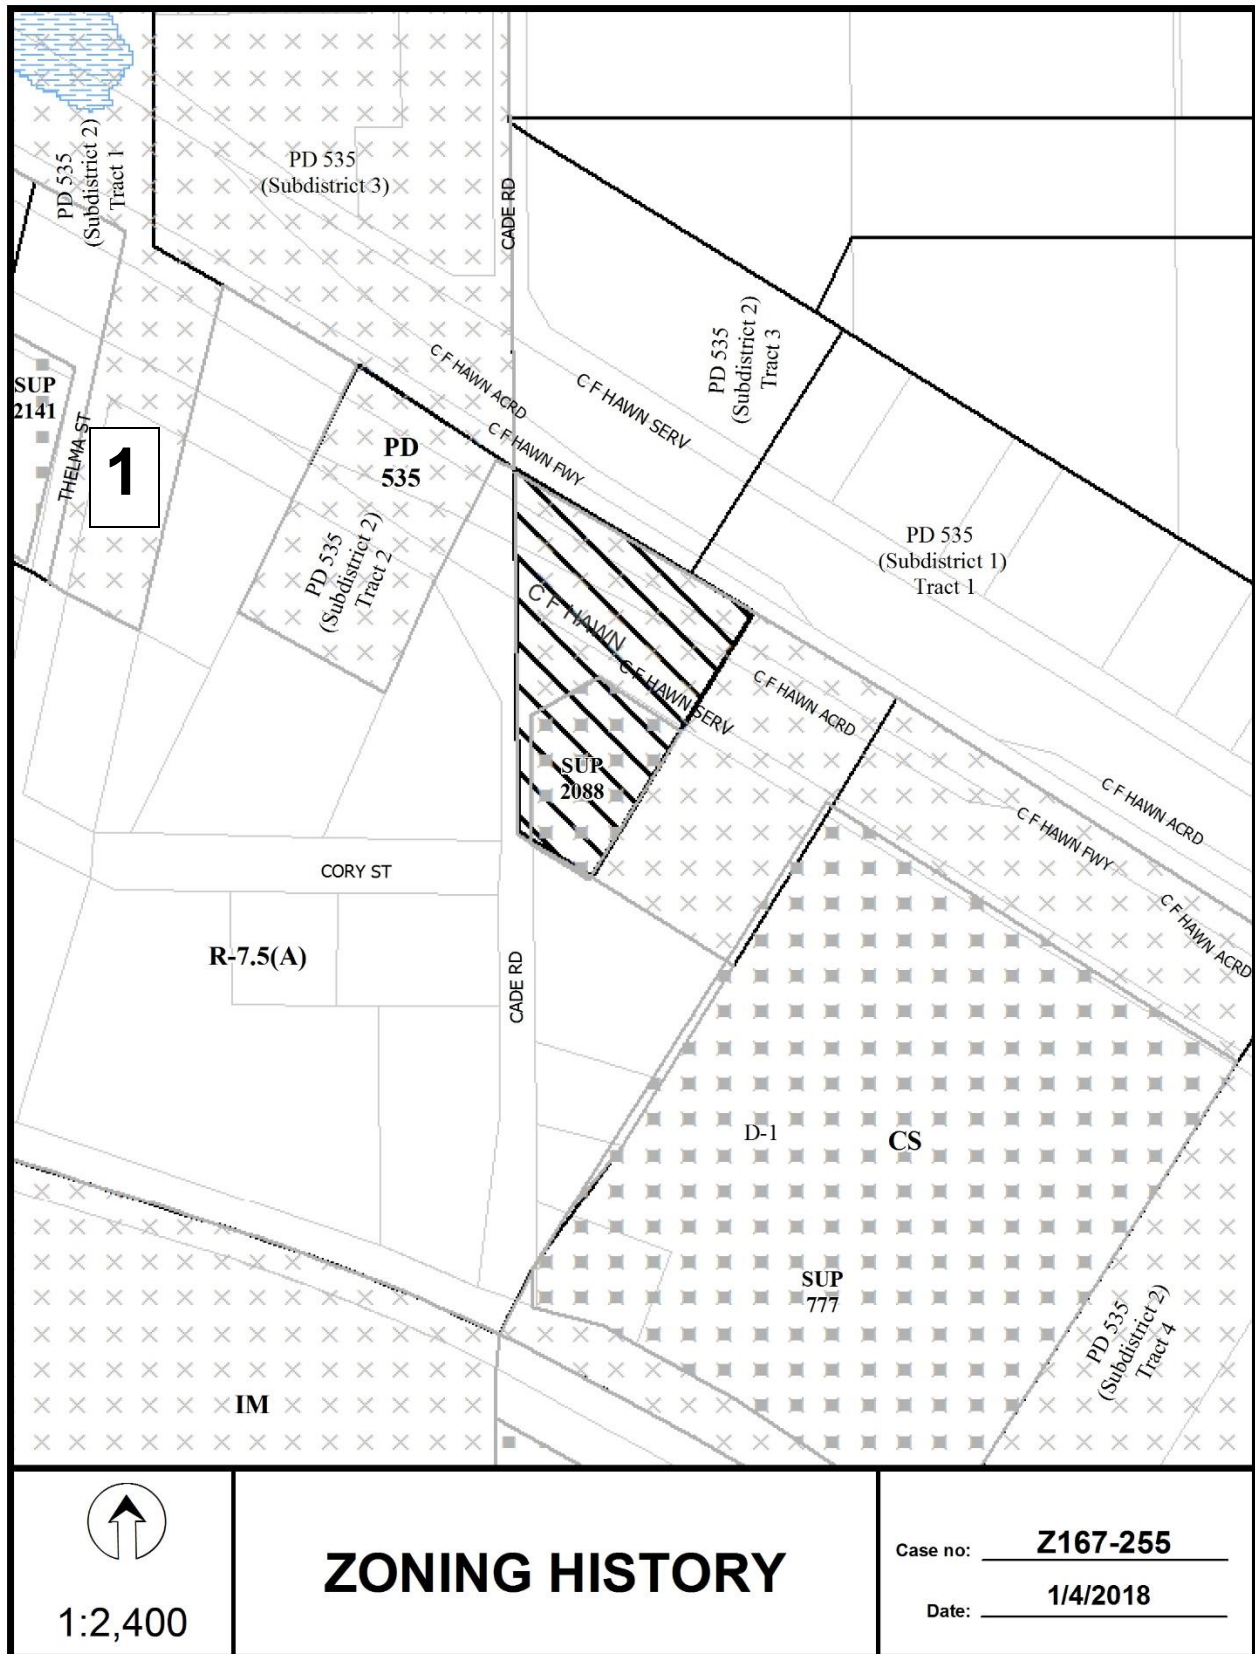 PD 535
(Subdistrict 2)
Tract 1
PD 535
(Subdistrict 3)
CADE RD
PD 535
(Subdistrict 2)
Tract 3
C F HAWN ACRD
C F HAWN SERV
C F HAWN FWY
SUP
2141
THELMA ST
1
PD
535
PD 535
(Subdistrict 2)
Tract 2
PD 535
(Subdistrict 1)
Tract 1
C F HAWN
C F HAWN SERV
C F HAWN ACRD
SUP
2088
C F HAWN ACRD
C F HAWN FWY
C F HAWN ACRD
CORY ST
R-7.5(A)
CADE RD
D-1
CS
SUP
777
PD 535
(Subdistrict 2)
Tract 4
IM
1:2,400
ZONING HISTORY
Case no: Z167-255
Date: 1/4/2018